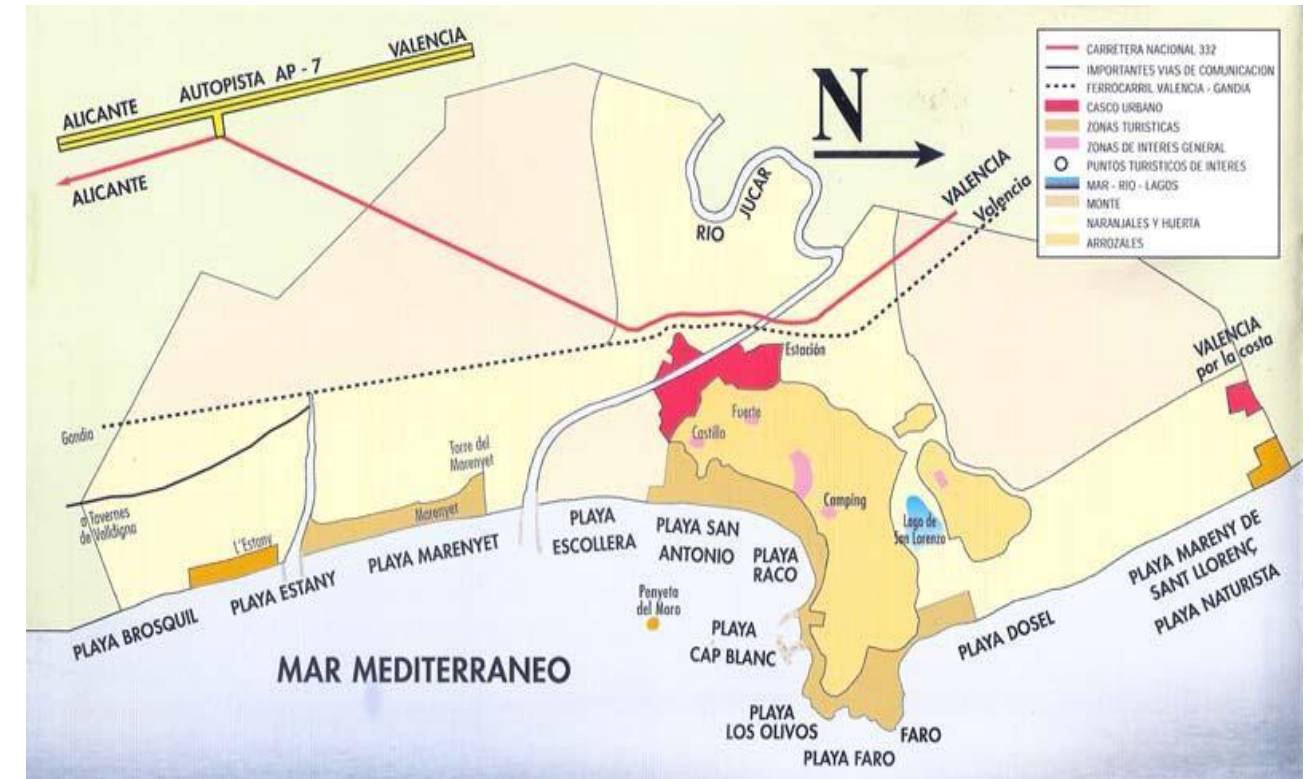 VALENCIA
AUTOPISTA AP - 7
ALICANTE
ALICANTE
N
CARRETERA NACIONAL 332
IMPORTANTES VIAS DE COMUNICACION
FERROCARRIL VALENCIA - GANDIA
CASCO URBANO
ZONAS TURISTICAS
ZONAS DE INTERES GENERAL
PUNTOS TURISTICOS DE INTERES
MAR - RIO - LAGOS
MONTE
NARANJALES Y HUERTA
ARROZALES
VALENCIA
Valencia
RIO
JUCAR
VALENCIA
por la costa
Estación
Fuerte
Castillo
Gandia
Torre del
Marenyet
Marenyet
Camping
Lago de
San Lorenzo
a Tavernes
de Valldigna
L'Estany
PLAYA BROSQUIL
PLAYA ESTANY
PLAYA MARENYET
PLAYA
ESCOLLERA
PLAYA SAN
ANTONIO
PLAYA
RACO
Penyeta
del Moro
PLAYA
CAP BLANC
PLAYA DOSEL
PLAYA MARENY DE
SANT LLORENÇ
PLAYA NATURISTA
MAR MEDITERRANEO
PLAYA
LOS OLIVOS
FARO
PLAYA FARO